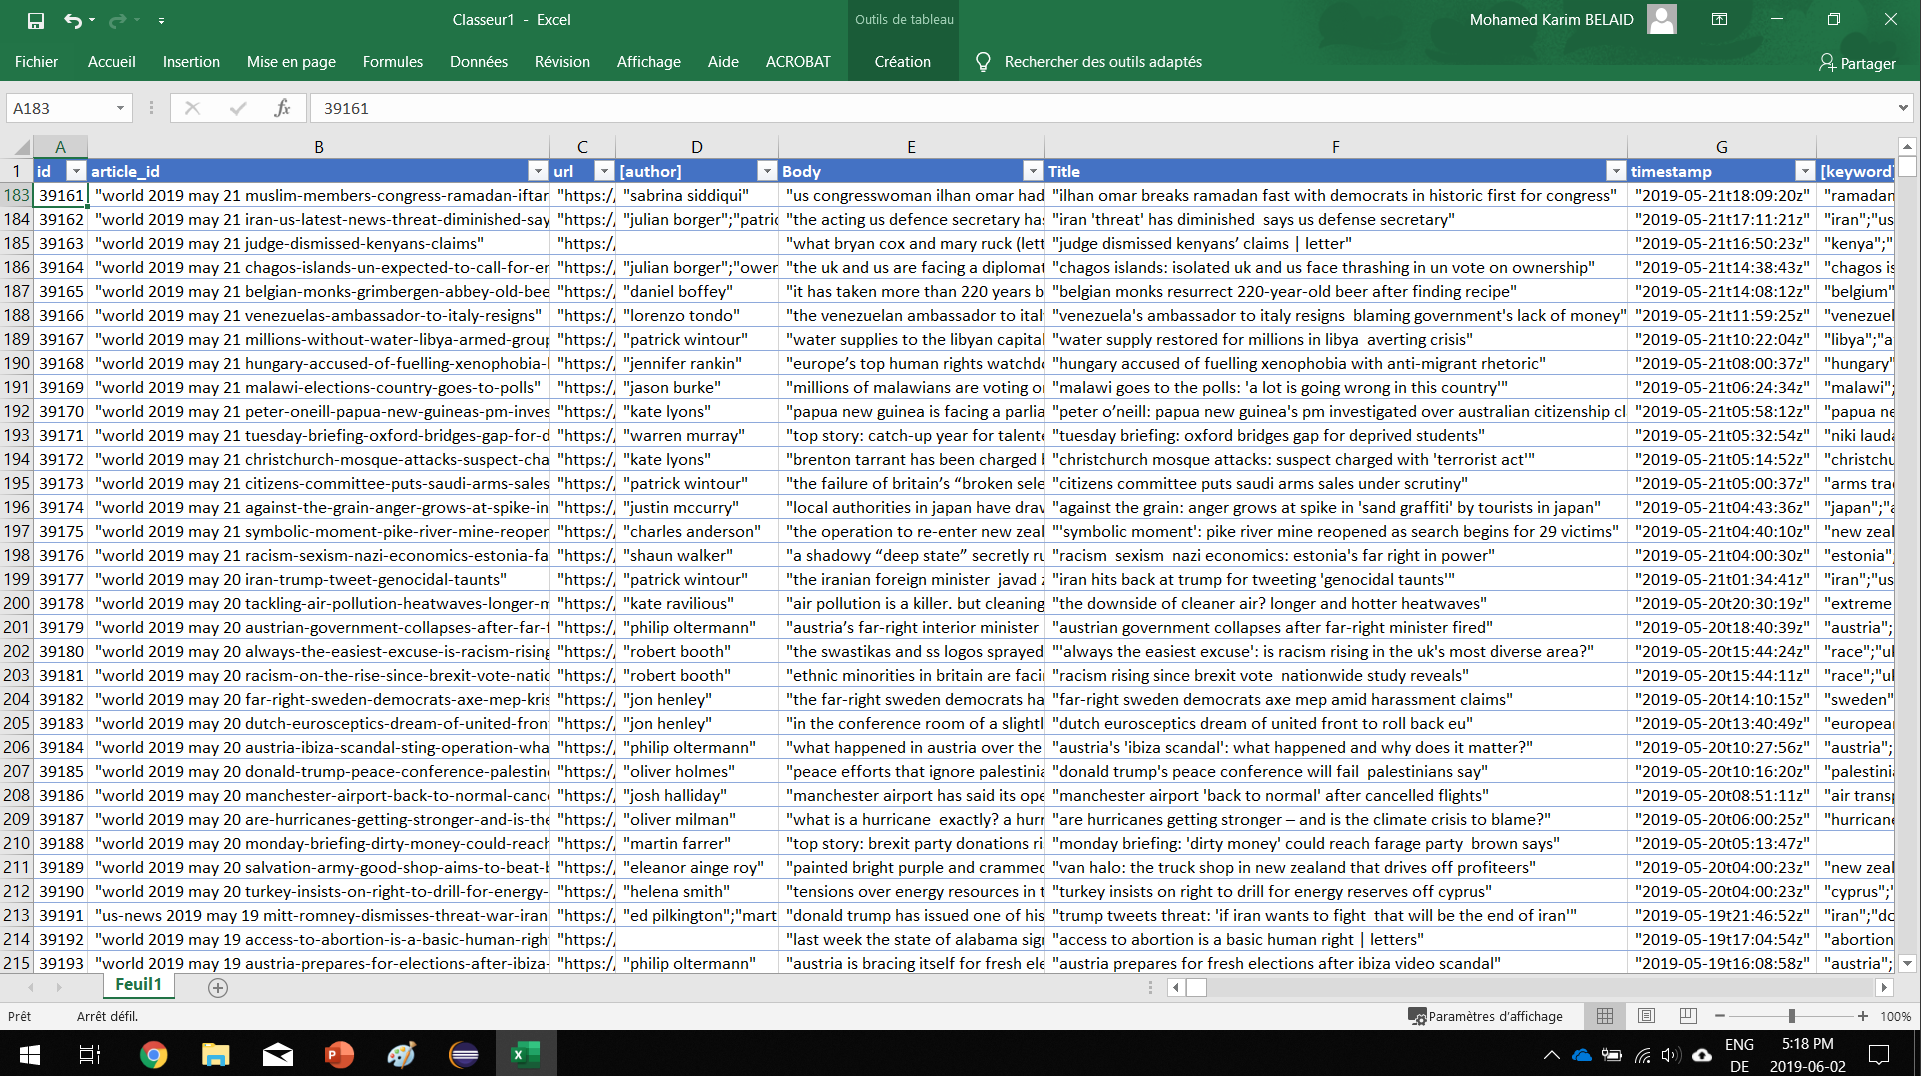 Classeur1 - Excel
Outils de tableau
Mohamed Karim BELAID
Fichier Accueil Insertion Mise en page Formules Données Révision Affichage Aide ACROBAT Création Rechercher des outils adaptés Partager
A183 fx 39161
A B C D E F G
1 id article_id url [author] Body Title timestamp [keyword]
183 39161 "world 2019 may 21 muslim-members-congress-ramadan-iftar "https:/ "sabrina siddiqui" "us congresswoman ilhan omar had "ilhan omar breaks ramadan fast with democrats in historic first for congress" "2019-05-21t18:09:20z" "ramadan
184 39162 "world 2019 may 21 iran-us-latest-news-threat-diminished-say "https:/ "julian borger";"patric "the acting us defence secretary has "iran 'threat' has diminished  says us defense secretary" "2019-05-21t17:11:21z" "iran";"us
185 39163 "world 2019 may 21 judge-dismissed-kenyans-claims" "https:/ "what bryan cox and mary ruck (lett "judge dismissed kenyans’ claims | letter" "2019-05-21t16:50:23z" "kenya";"
186 39164 "world 2019 may 21 chagos-islands-un-expected-to-call-for-er "https:/ "julian borger";"ower "the uk and us are facing a diplomat "chagos islands: isolated uk and us face thrashing in un vote on ownership" "2019-05-21t14:38:43z" "chagos is
187 39165 "world 2019 may 21 belgian-monks-grimbergen-abbey-old-bee "https:/ "daniel boffey" "it has taken more than 220 years b "belgian monks resurrect 220-year-old beer after finding recipe" "2019-05-21t14:08:12z" "belgium"
188 39166 "world 2019 may 21 venezuelas-ambassador-to-italy-resigns" "https:/ "lorenzo tondo" "the venezuelan ambassador to ital "venezuela's ambassador to italy resigns  blaming government's lack of money" "2019-05-21t11:59:25z" "venezuel
189 39167 "world 2019 may 21 millions-without-water-libya-armed-group "https:/ "patrick wintour" "water supplies to the libyan capital "water supply restored for millions in libya  averting crisis" "2019-05-21t10:22:04z" "libya";"a
190 39168 "world 2019 may 21 hungary-accused-of-fuelling-xenophobia- "https:/ "jennifer rankin" "europe’s top human rights watchdo "hungary accused of fuelling xenophobia with anti-migrant rhetoric" "2019-05-21t08:00:37z" "hungary"
191 39169 "world 2019 may 21 malawi-elections-country-goes-to-polls" "https:/ "jason burke" "millions of malawians are voting o "malawi goes to the polls: 'a lot is going wrong in this country'" "2019-05-21t06:24:34z" "malawi";
192 39170 "world 2019 may 21 peter-oneill-papua-new-guineas-pm-inves "https:/ "kate lyons" "papua new guinea is facing a parlia "peter o’neill: papua new guinea's pm investigated over australian citizenship cl "2019-05-21t05:58:12z" "papua ne
193 39171 "world 2019 may 21 tuesday-briefing-oxford-bridges-gap-for-d "https:/ "warren murray" "top story: catch-up year for talente "tuesday briefing: oxford bridges gap for deprived students" "2019-05-21t05:32:54z" "niki lauda
194 39172 "world 2019 may 21 christchurch-mosque-attacks-suspect-cha "https:/ "kate lyons" "brenton tarrant has been charged "christchurch mosque attacks: suspect charged with 'terrorist act'" "2019-05-21t05:14:52z" "christchu
195 39173 "world 2019 may 21 citizens-committee-puts-saudi-arms-sales "https:/ "patrick wintour" "the failure of britain’s “broken sele "citizens committee puts saudi arms sales under scrutiny" "2019-05-21t05:00:37z" "arms trad
196 39174 "world 2019 may 21 against-the-grain-anger-grows-at-spike-in "https:/ "justin mccurry" "local authorities in japan have drav "against the grain: anger grows at spike in 'sand graffiti' by tourists in japan" "2019-05-21t04:43:36z" "japan";"a
197 39175 "world 2019 may 21 symbolic-moment-pike-river-mine-reoper "https:/ "charles anderson" "the operation to re-enter new zeal "'symbolic moment': pike river mine reopened as search begins for 29 victims" "2019-05-21t04:40:10z" "new zeal
198 39176 "world 2019 may 21 racism-sexism-nazi-economics-estonia-fa "https:/ "shaun walker" "a shadowy “deep state” secretly ru "racism  sexism  nazi economics: estonia's far right in power" "2019-05-21t04:00:30z" "estonia"
199 39177 "world 2019 may 20 iran-trump-tweet-genocidal-taunts" "https:/ "patrick wintour" "the iranian foreign minister  javad z "iran hits back at trump for tweeting 'genocidal taunts'" "2019-05-21t01:34:41z" "iran";"us
200 39178 "world 2019 may 20 tackling-air-pollution-heatwaves-longer-m "https:/ "kate ravilious" "air pollution is a killer. but cleaning "the downside of cleaner air? longer and hotter heatwaves" "2019-05-20t20:30:19z" "extreme
201 39179 "world 2019 may 20 austrian-government-collapses-after-far-f "https:/ "philip oltermann" "austria’s far-right interior minister "austrian government collapses after far-right minister fired" "2019-05-20t18:40:39z" "austria";
202 39180 "world 2019 may 20 always-the-easiest-excuse-is-racism-rising "https:/ "robert booth" "the swastikas and ss logos sprayed "'always the easiest excuse': is racism rising in the uk's most diverse area?" "2019-05-20t15:44:24z" "race";"ul
203 39181 "world 2019 may 20 racism-on-the-rise-since-brexit-vote-natio "https:/ "robert booth" "ethnic minorities in britain are facir "racism rising since brexit vote  nationwide study reveals" "2019-05-20t15:44:11z" "race";"ul
204 39182 "world 2019 may 20 far-right-sweden-democrats-axe-mep-kris "https:/ "jon henley" "the far-right sweden democrats ha "far-right sweden democrats axe mep amid harassment claims" "2019-05-20t14:10:15z" "sweden"
205 39183 "world 2019 may 20 dutch-eurosceptics-dream-of-united-fron "https:/ "jon henley" "in the conference room of a slightl "dutch eurosceptics dream of united front to roll back eu" "2019-05-20t13:40:49z" "europear
206 39184 "world 2019 may 20 austria-ibiza-scandal-sting-operation-wha "https:/ "philip oltermann" "what happened in austria over the "austria's 'ibiza scandal': what happened and why does it matter?" "2019-05-20t10:27:56z" "austria";
207 39185 "world 2019 may 20 donald-trump-peace-conference-palestin "https:/ "oliver holmes" "peace efforts that ignore palestinia "donald trump's peace conference will fail  palestinians say" "2019-05-20t10:16:20z" "palestini
208 39186 "world 2019 may 20 manchester-airport-back-to-normal-canc "https:/ "josh halliday" "manchester airport has said its ope "manchester airport 'back to normal' after cancelled flights" "2019-05-20t08:51:11z" "air transp
209 39187 "world 2019 may 20 are-hurricanes-getting-stronger-and-is-the "https:/ "oliver milman" "what is a hurricane  exactly? a hurr "are hurricanes getting stronger – and is the climate crisis to blame?" "2019-05-20t06:00:25z" "hurricane
210 39188 "world 2019 may 20 monday-briefing-dirty-money-could-reach "https:/ "martin farrer" "top story: brexit party donations ri "monday briefing: 'dirty money' could reach farage party  brown says" "2019-05-20t05:13:47z"
211 39189 "world 2019 may 20 salvation-army-good-shop-aims-to-beat- "https:/ "eleanor ainge roy" "painted bright purple and crammed "van halo: the truck shop in new zealand that drives off profiteers" "2019-05-20t04:00:23z" "new zeal
212 39190 "world 2019 may 20 turkey-insists-on-right-to-drill-for-energy- "https:/ "helena smith" "tensions over energy resources in t "turkey insists on right to drill for energy reserves off cyprus" "2019-05-20t04:00:23z" "cyprus";"
213 39191 "us-news 2019 may 19 mitt-romney-dismisses-threat-war-iran "https:/ "ed pilkington";"mart "donald trump has issued one of his "trump tweets threat: 'if iran wants to fight  that will be the end of iran'" "2019-05-19t21:46:52z" "iran";"do
214 39192 "world 2019 may 19 access-to-abortion-is-a-basic-human-righ "https:/ "last week the state of alabama sigr "access to abortion is a basic human right | letters" "2019-05-19t17:04:54z" "abortion
215 39193 "world 2019 may 19 austria-prepares-for-elections-after-ibiza- "https:/ "philip oltermann" "austria is bracing itself for fresh ele "austria prepares for fresh elections after ibiza video scandal" "2019-05-19t16:08:58z" "austria";
Feuil1
Prêt Arrêt défil. Paramètres d’affichage 100%
ENG 5:18 PM
DE 2019-06-02